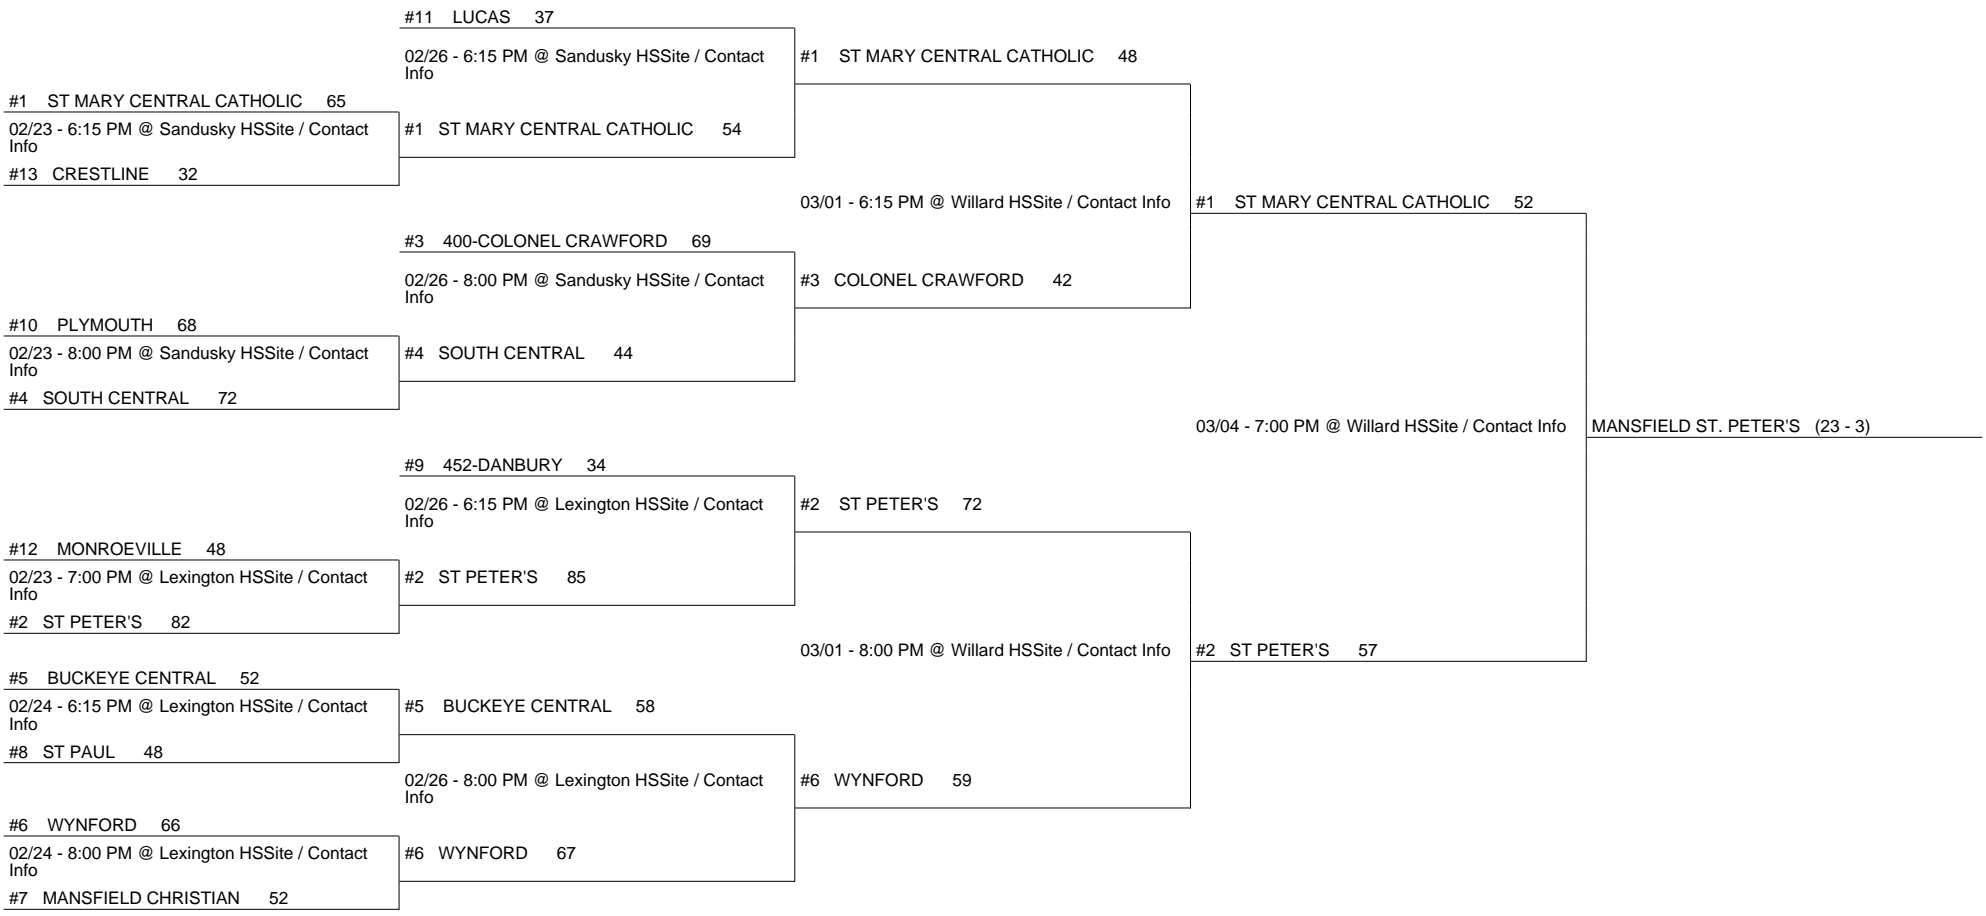 #11 LUCAS 37
02/26 - 6:15 PM @ Sandusky HSSite / Contact
Info
#1 ST MARY CENTRAL CATHOLIC 48
#1 ST MARY CENTRAL CATHOLIC 65
02/23 - 6:15 PM @ Sandusky HSSite / Contact
Info
#1 ST MARY CENTRAL CATHOLIC 54
#13 CRESTLINE 32
03/01 - 6:15 PM @ Willard HSSite / Contact Info
#1 ST MARY CENTRAL CATHOLIC 52
#3 400-COLONEL CRAWFORD 69
02/26 - 8:00 PM @ Sandusky HSSite / Contact
Info
#3 COLONEL CRAWFORD 42
#10 PLYMOUTH 68
02/23 - 8:00 PM @ Sandusky HSSite / Contact
Info
#4 SOUTH CENTRAL 44
#4 SOUTH CENTRAL 72
03/04 - 7:00 PM @ Willard HSSite / Contact Info
MANSFIELD ST. PETER'S (23 - 3)
#9 452-DANBURY 34
02/26 - 6:15 PM @ Lexington HSSite / Contact
Info
#2 ST PETER'S 72
#12 MONROEVILLE 48
02/23 - 7:00 PM @ Lexington HSSite / Contact
Info
#2 ST PETER'S 85
#2 ST PETER'S 82
03/01 - 8:00 PM @ Willard HSSite / Contact Info
#2 ST PETER'S 57
#5 BUCKEYE CENTRAL 52
02/24 - 6:15 PM @ Lexington HSSite / Contact
Info
#5 BUCKEYE CENTRAL 58
#8 ST PAUL 48
02/26 - 8:00 PM @ Lexington HSSite / Contact
Info
#6 WYNFORD 59
#6 WYNFORD 66
02/24 - 8:00 PM @ Lexington HSSite / Contact
Info
#6 WYNFORD 67
#7 MANSFIELD CHRISTIAN 52